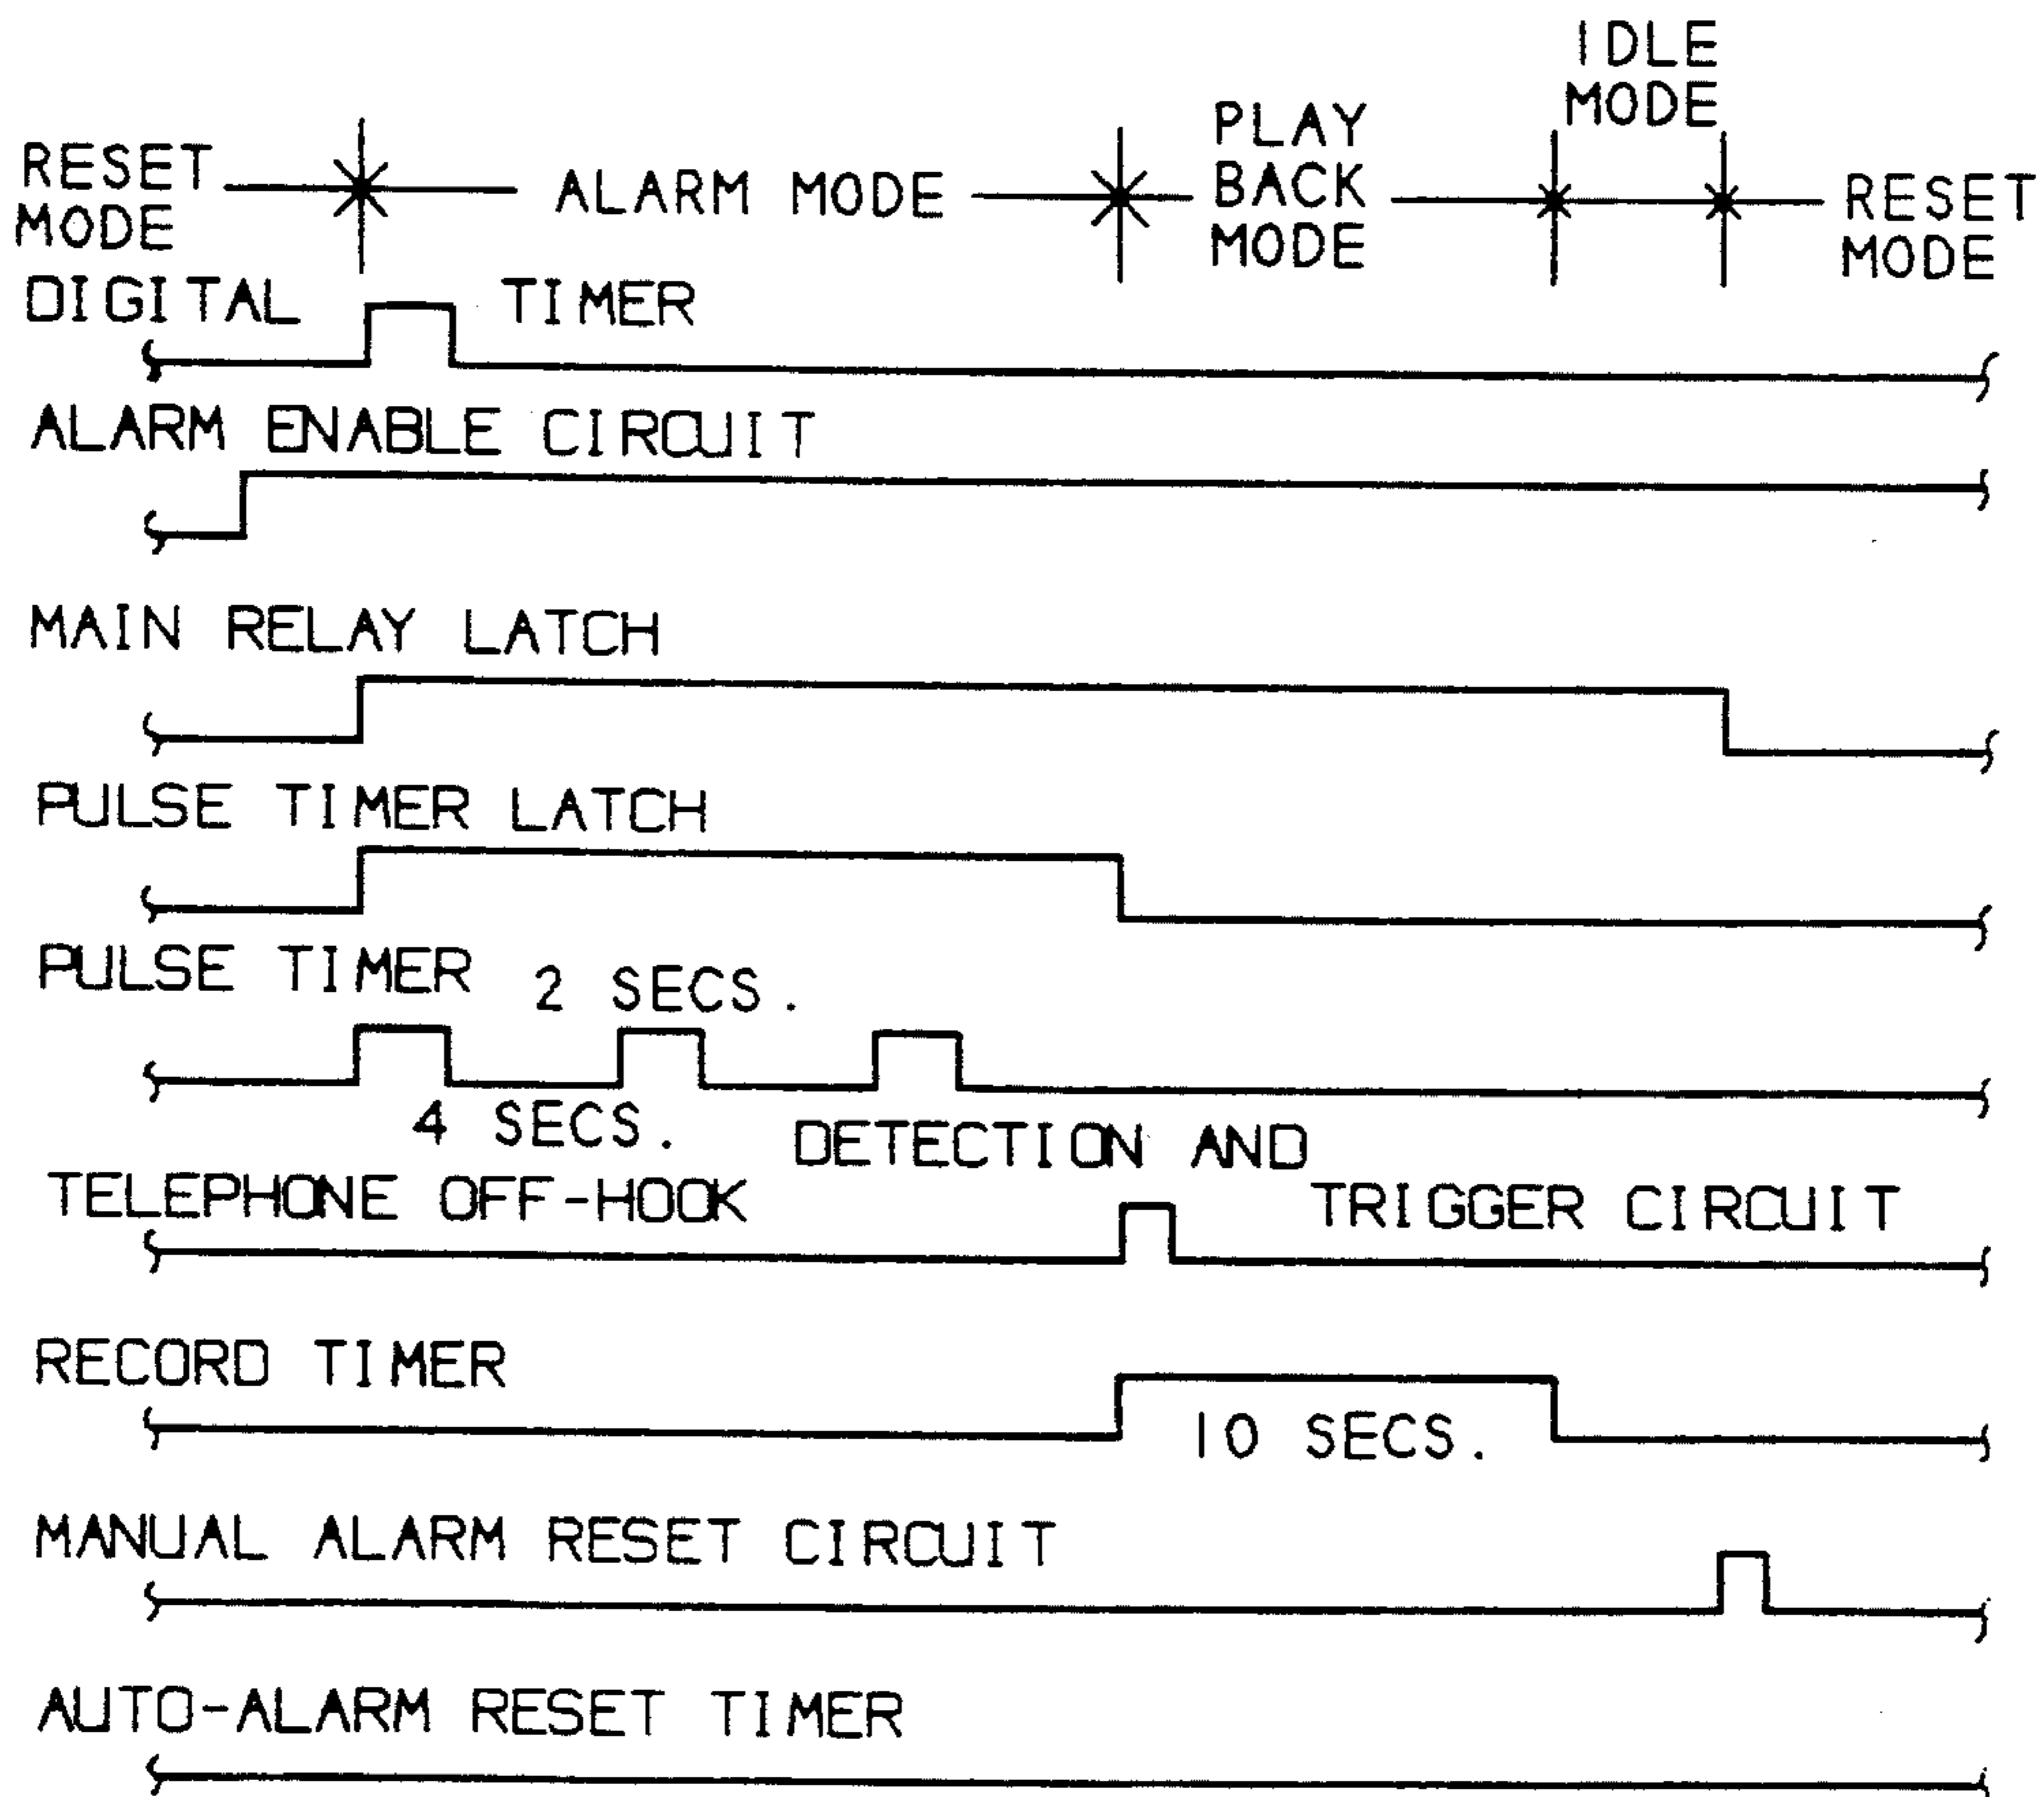 IDLE
MODE
RESET
MODE
ALARM MODE
PLAY
BACK
MODE
RESET
MODE
DIGITAL TIMER
ALARM ENABLE CIRCUIT
MAIN RELAY LATCH
PULSE TIMER LATCH
PULSE TIMER
2 SECS.
4 SECS.
DETECTION AND
TELEPHONE OFF-HOOK
TRIGGER CIRCUIT
RECORD TIMER
10 SECS.
MANUAL ALARM RESET CIRCUIT
AUTO-ALARM RESET TIMER